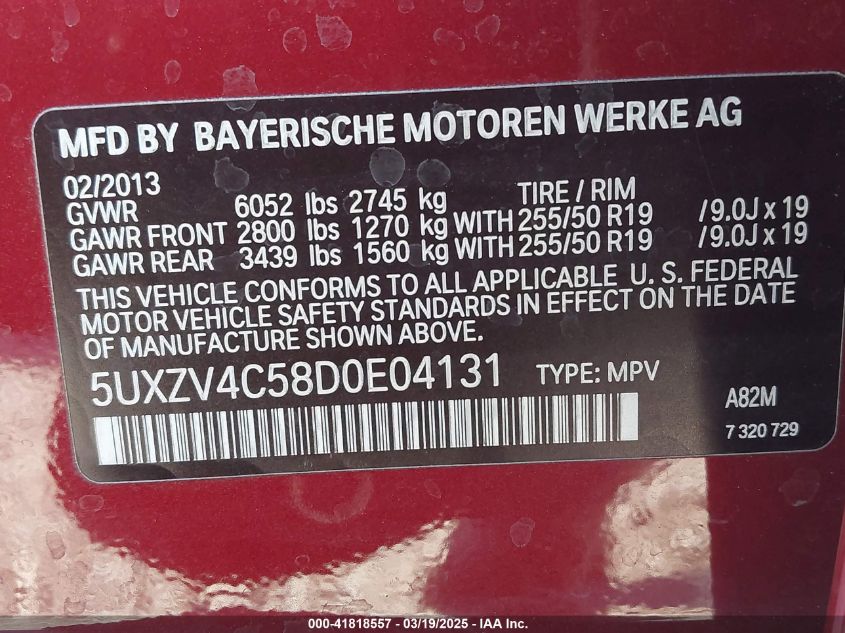 MFD BY BAYERISCHE MOTOREN WERKE AG
02/2013 TIRE / RIM
GVWR 6052 lbs 2745 kg
GAWR FRONT 2800 lbs 1270 kg WITH 255/50 R19 /9.0J x 19
GAWR REAR 3439 lbs 1560 kg WITH 255/50 R19 /9.0J x 19
THIS VEHICLE CONFORMS TO ALL APPLICABLE U. S. FEDERAL
MOTOR VEHICLE SAFETY STANDARDS IN EFFECT ON THE DATE
OF MANUFACTURE SHOWN ABOVE.
5UXZV4C58D0E04131 TYPE: MPV
A82M
7 320 729
000-41818557 - 03/19/2025 - IAA Inc.